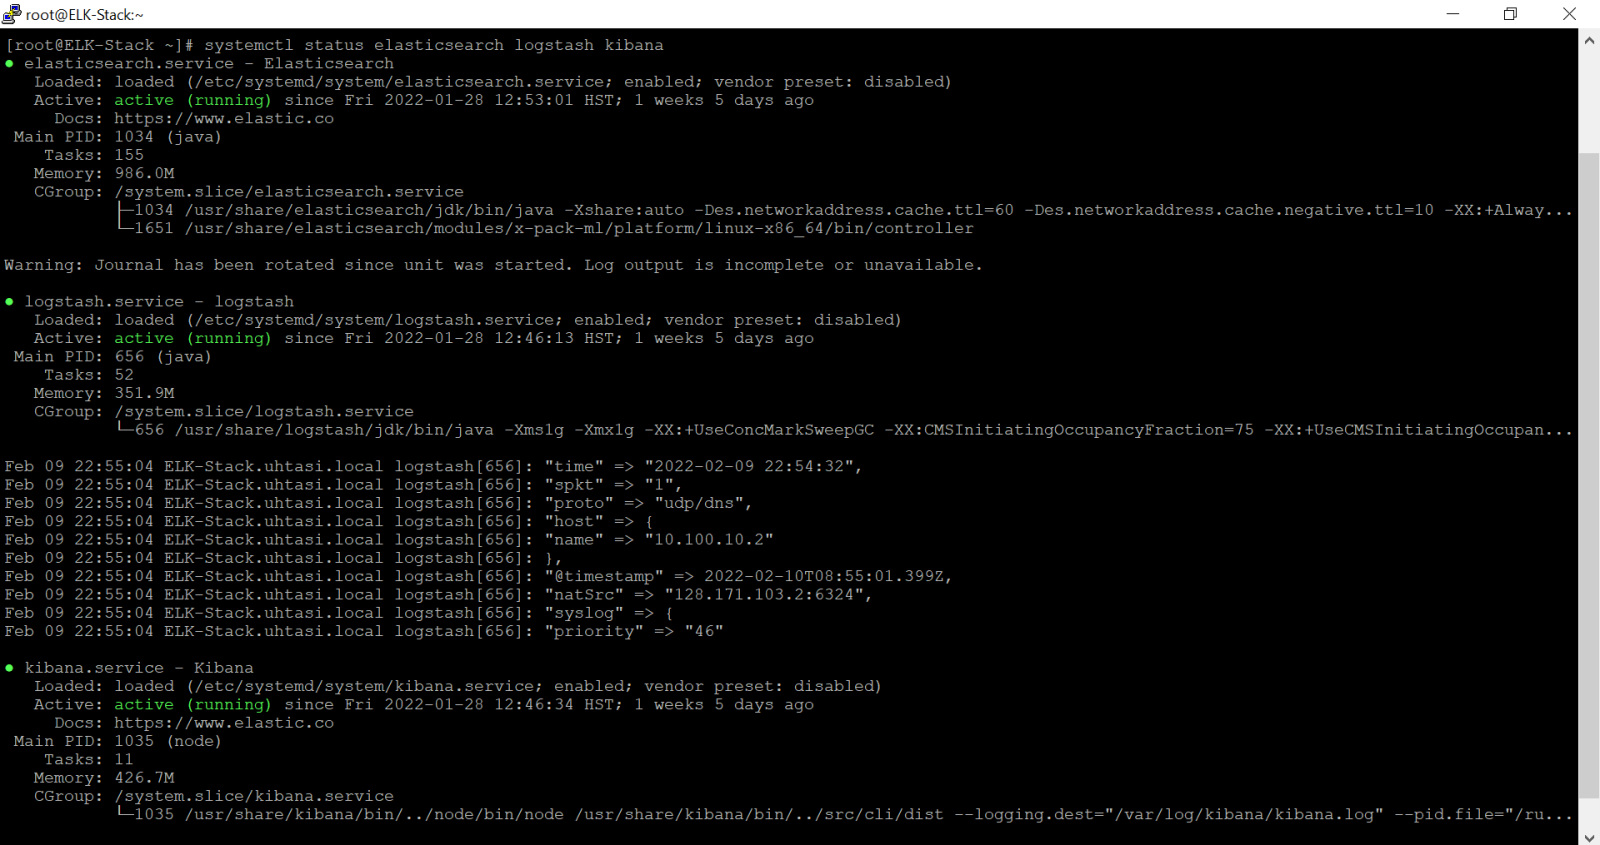 root@ELK-Stack:~
[root@ELK-Stack ~]# systemctl status elasticsearch logstash kibana
● elasticsearch.service - Elasticsearch
Loaded: loaded (/etc/systemd/system/elasticsearch.service; enabled; vendor preset: disabled)
Active: active (running) since Fri 2022-01-28 12:53:01 HST; 1 weeks 5 days ago
Docs: https://www.elastic.co
Main PID: 1034 (java)
Tasks: 155
Memory: 986.0M
CGroup: /system.slice/elasticsearch.service
├─1034 /usr/share/elasticsearch/jdk/bin/java -Xshare:auto -Des.networkaddress.cache.ttl=60 -Des.networkaddress.cache.negative.ttl=10 -XX:+Alway...
└─1651 /usr/share/elasticsearch/modules/x-pack-ml/platform/linux-x86_64/bin/controller
Warning: Journal has been rotated since unit was started. Log output is incomplete or unavailable.
● logstash.service - logstash
Loaded: loaded (/etc/systemd/system/logstash.service; enabled; vendor preset: disabled)
Active: active (running) since Fri 2022-01-28 12:46:13 HST; 1 weeks 5 days ago
Main PID: 656 (java)
Tasks: 52
Memory: 351.9M
CGroup: /system.slice/logstash.service
└─656 /usr/share/logstash/jdk/bin/java -Xms1g -Xmx1g -XX:+UseConcMarkSweepGC -XX:CMSInitiatingOccupancyFraction=75 -XX:+UseCMSInitiatingOccupan...
Feb 09 22:55:04 ELK-Stack.uhtasi.local logstash[656]: "time" => "2022-02-09 22:54:32",
Feb 09 22:55:04 ELK-Stack.uhtasi.local logstash[656]: "spkt" => "1",
Feb 09 22:55:04 ELK-Stack.uhtasi.local logstash[656]: "proto" => "udp/dns",
Feb 09 22:55:04 ELK-Stack.uhtasi.local logstash[656]: "host" => {
Feb 09 22:55:04 ELK-Stack.uhtasi.local logstash[656]: "name" => "10.100.10.2"
Feb 09 22:55:04 ELK-Stack.uhtasi.local logstash[656]: },
Feb 09 22:55:04 ELK-Stack.uhtasi.local logstash[656]: "@timestamp" => 2022-02-10T08:55:01.399Z,
Feb 09 22:55:04 ELK-Stack.uhtasi.local logstash[656]: "natSrc" => "128.171.103.2:6324",
Feb 09 22:55:04 ELK-Stack.uhtasi.local logstash[656]: "syslog" => {
Feb 09 22:55:04 ELK-Stack.uhtasi.local logstash[656]: "priority" => "46"
● kibana.service - Kibana
Loaded: loaded (/etc/systemd/system/kibana.service; enabled; vendor preset: disabled)
Active: active (running) since Fri 2022-01-28 12:46:34 HST; 1 weeks 5 days ago
Docs: https://www.elastic.co
Main PID: 1035 (node)
Tasks: 11
Memory: 426.7M
CGroup: /system.slice/kibana.service
└─1035 /usr/share/kibana/bin/../node/bin/node /usr/share/kibana/bin/../src/cli/dist --logging.dest="/var/log/kibana/kibana.log" --pid.file="/ru...